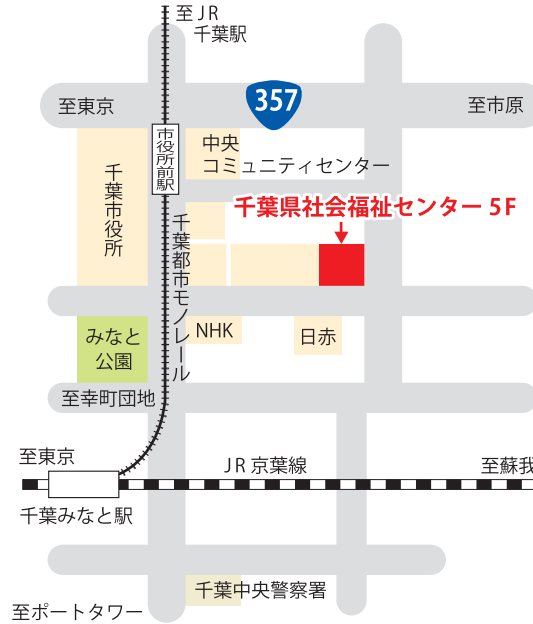 至JR
千葉駅
至東京
357
至市原
市役所前駅
中央
コミュニティセンター
千葉市役所
千葉県社会福祉センター 5F
千葉都市モノレール
みなと
公園
NHK
日赤
至幸町団地
至東京
JR京葉線
至蘇我
千葉みなと駅
千葉中央警察署
至ポートタワー